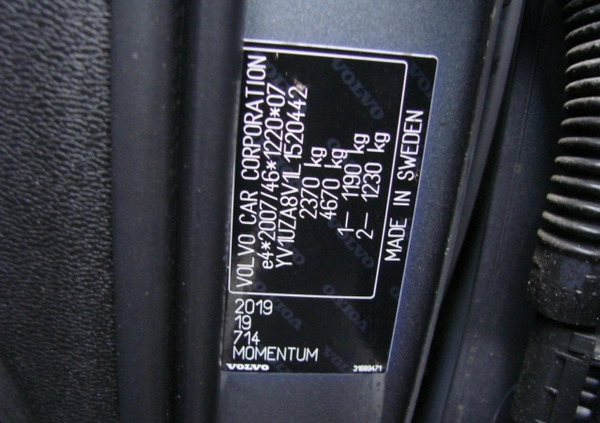 VOLVO CAR CORPORATION
e4*2007/46*1220*07
YV1UZA8V1L1520442
2370 kg
4670 kg
1– 1190 kg
2– 1230 kg
MADE IN SWEDEN
2019
19
714
MOMENTUM
VOLVO 31689471